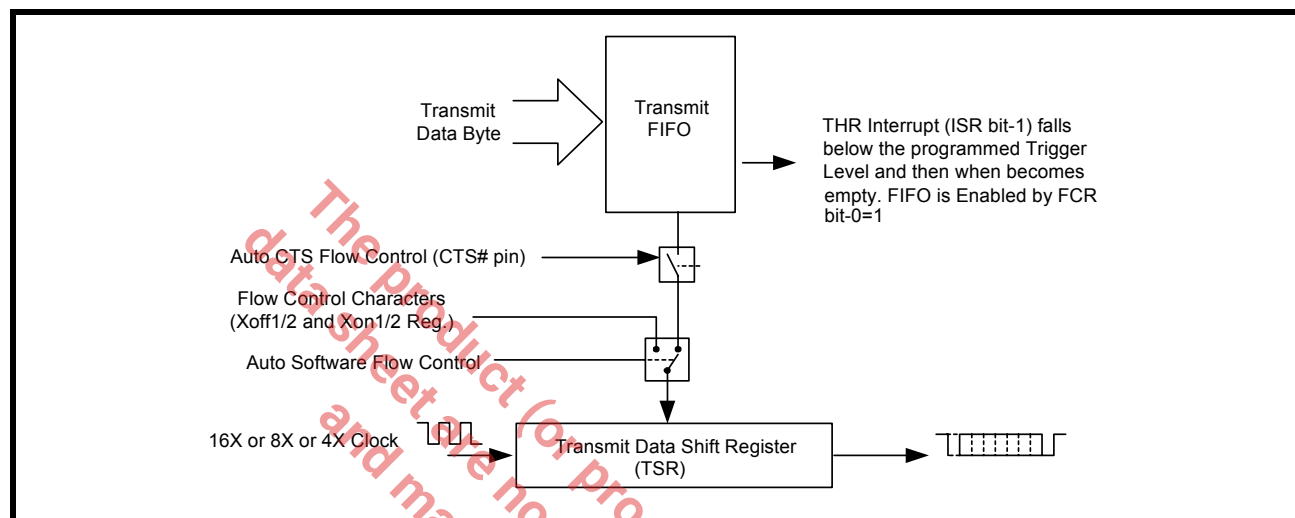 Transmit
Data Byte
Transmit
FIFO
THR Interrupt (ISR bit-1) falls
below the programmed Trigger
Level and then when becomes
empty. FIFO is Enabled by FCR
bit-0=1
Auto CTS Flow Control (CTS# pin)
Flow Control Characters
(Xoff1/2 and Xon1/2 Reg.)
Auto Software Flow Control
16X or 8X or 4X Clock
Transmit Data Shift Register
(TSR)
The product (or pro
data sheet are no
and ma